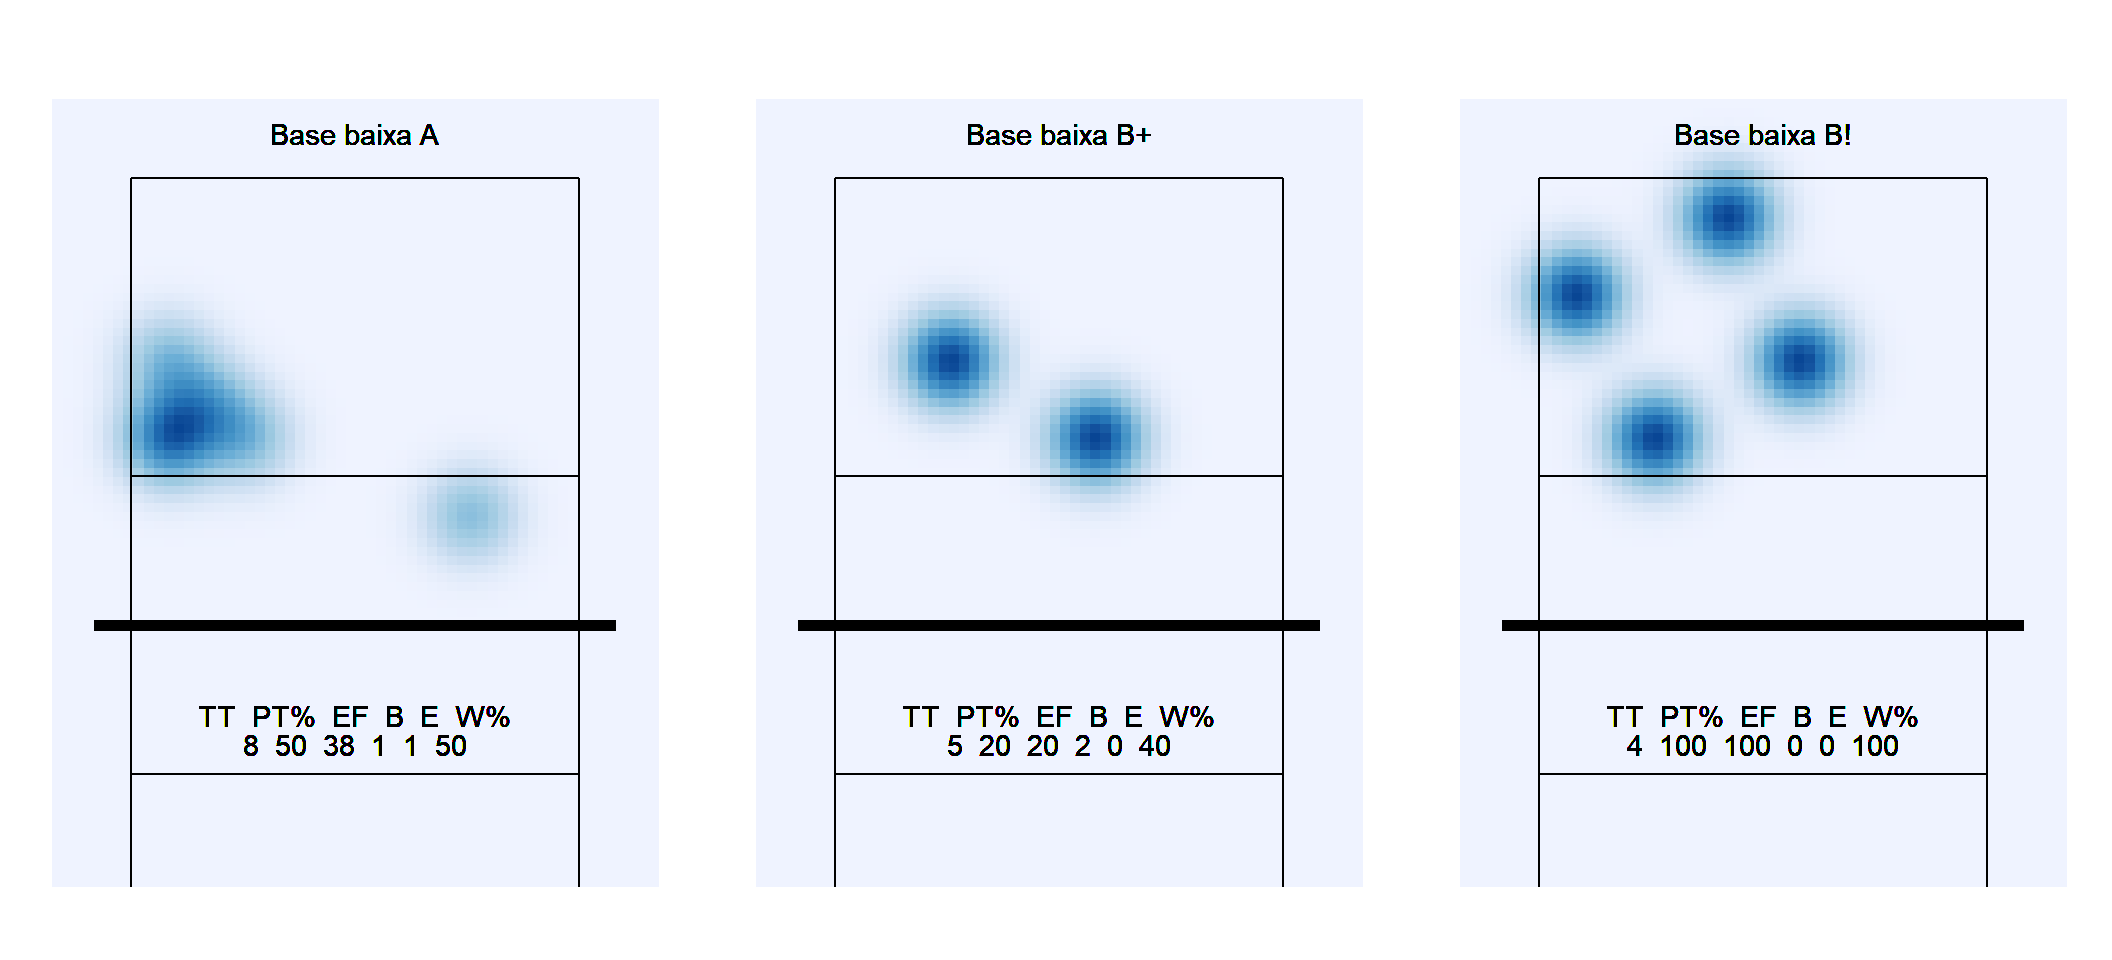 Base baixa A
TT PT% EF B E W%
8 50 38 1 1 50
Base baixa B+
TT PT% EF B E W%
5 20 20 2 0 40
Base baixa B!
TT PT% EF B E W%
4 100 100 0 0 100